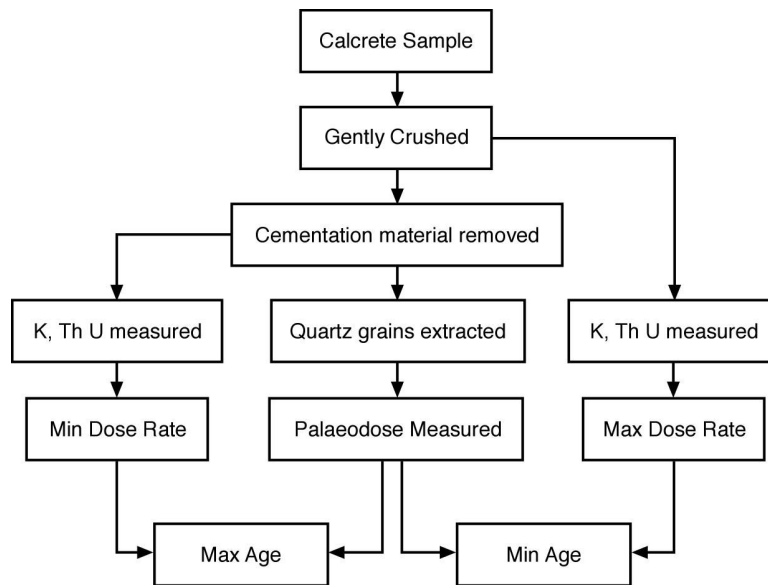 Calcrete Sample
Gently Crushed
Cementation material removed
K, Th U measured
Quartz grains extracted
K, Th U measured
Min Dose Rate
Palaeodose Measured
Max Dose Rate
Max Age
Min Age